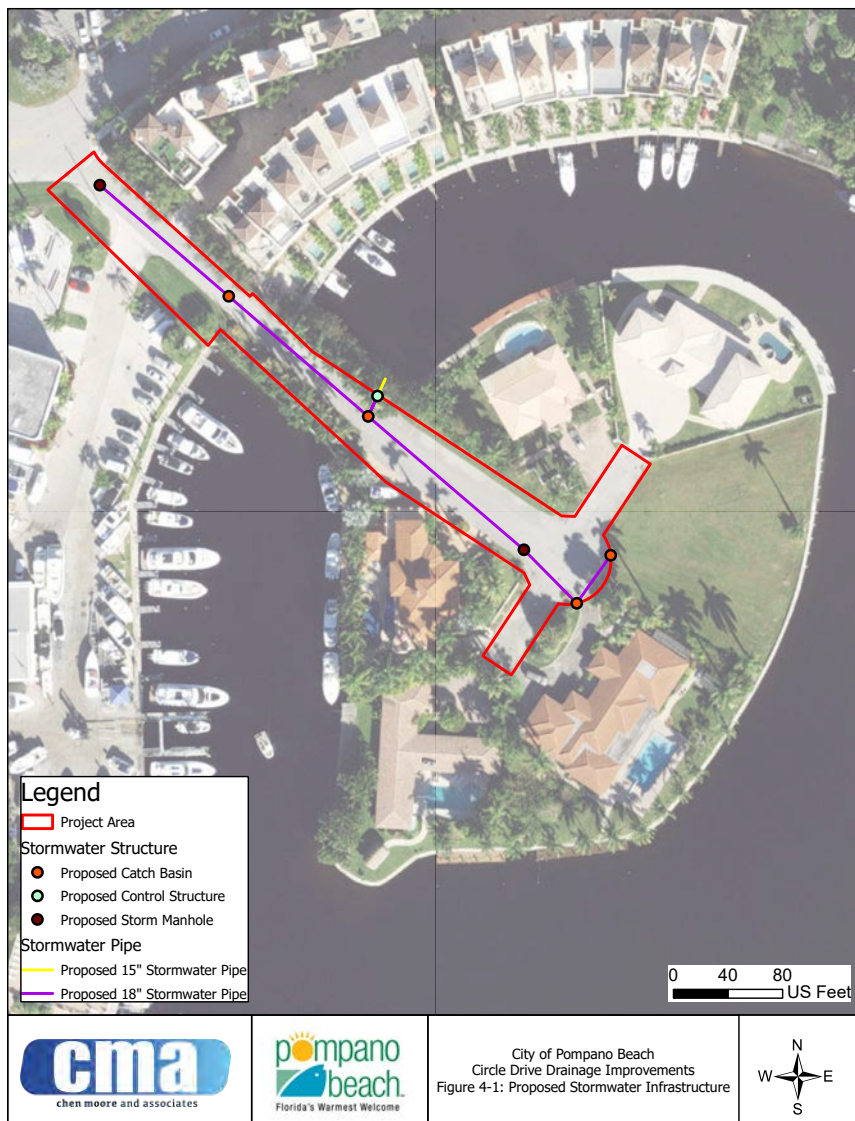 Legend
Project Area
Stormwater Structure
Proposed Catch Basin
Proposed Control Structure
Proposed Storm Manhole
Stormwater Pipe
Proposed 15" Stormwater Pipe
Proposed 18" Stormwater Pipe
0 40 80
US Feet
cma
chen moore and associates
pompano
beach
Florida's Warmest Welcome
City of Pompano Beach
Circle Drive Drainage Improvements
Figure 4-1: Proposed Stormwater Infrastructure
N
W E
S